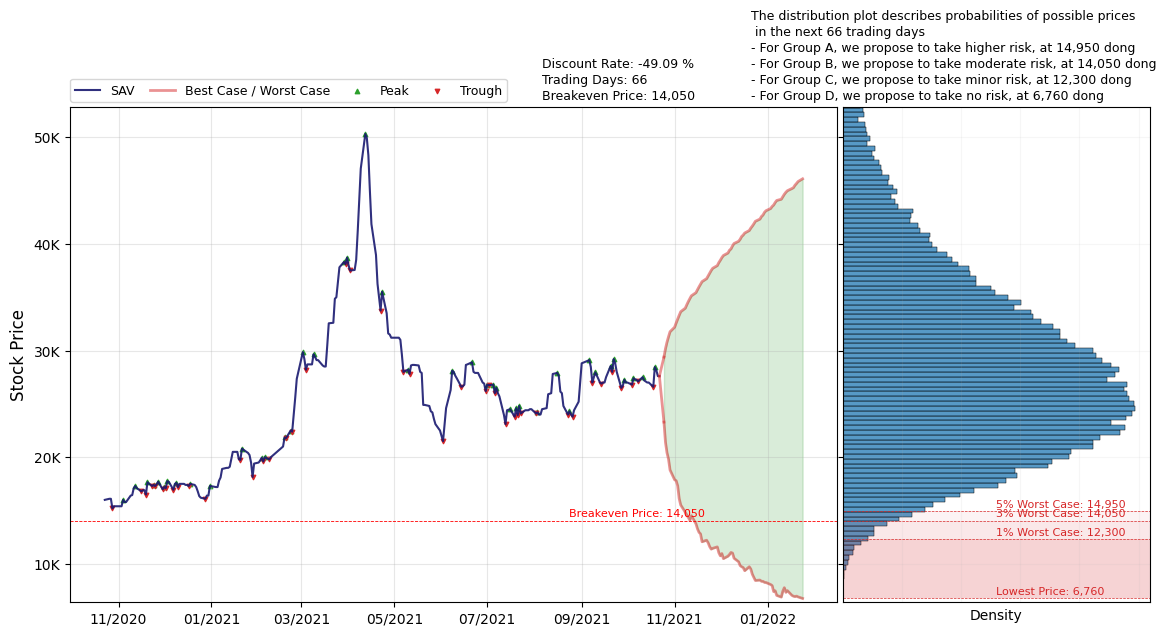 The distribution plot describes probabilities of possible prices
in the next 66 trading days
- For Group A, we propose to take higher risk, at 14,950 dong
- For Group B, we propose to take moderate risk, at 14,050 dong
- For Group C, we propose to take minor risk, at 12,300 dong
- For Group D, we propose to take no risk, at 6,760 dong
Discount Rate: -49.09 %
Trading Days: 66
Breakeven Price: 14,050
SAV
Best Case / Worst Case
Peak
Trough
Stock Price
50K
40K
30K
20K
10K
Breakeven Price: 14,050
5% Worst Case: 14,950
3% Worst Case: 14,050
1% Worst Case: 12,300
Lowest Price: 6,760
11/2020
01/2021
03/2021
05/2021
07/2021
09/2021
11/2021
01/2022
Density